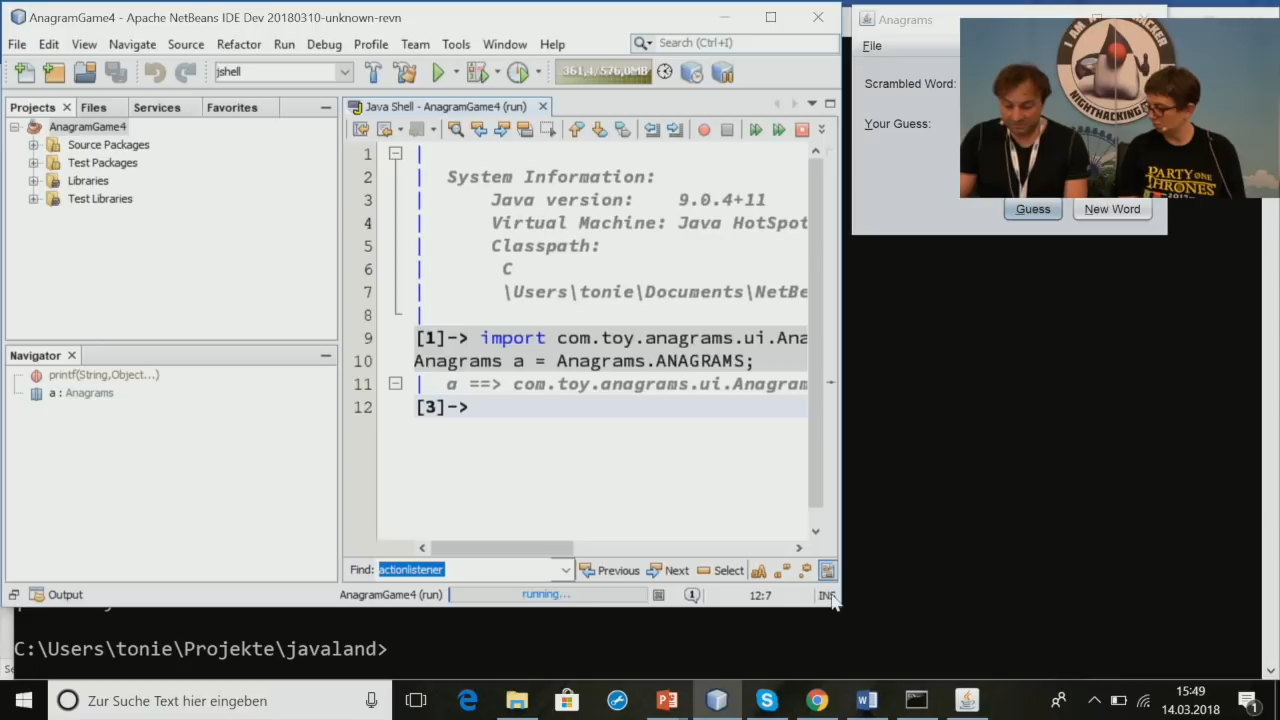 AnagramGame4 - Apache NetBeans IDE Dev 20180310-unknown-revn
File Edit View Navigate Source Refactor Run Debug Profile Team Tools Window Help
Search (Ctrl+I)
jshell
361,4/576,0MB
Projects Files Services Favorites
AnagramGame4
Source Packages
Test Packages
Libraries
Test Libraries
Navigator
printf(String,Object...)
a : Anagrams
Output
Java Shell - AnagramGame4 (run)
1
2 System Information:
3 Java version: 9.0.4+11
4 Virtual Machine: Java HotSpot
5 Classpath:
6 C
7 \Users\tonie\Documents\NetBe
8
9 [1]-> import com.toy.anagrams.ui.Ana
10 Anagrams a = Anagrams.ANAGRAMS;
11 | a ==> com.toy.anagrams.ui.Anagram
12 [3]->
Find: actionlistener Previous Next Select
AnagramGame4 (run) running... 1 12:7 INS
Anagrams
File
Scrambled Word:
Your Guess:
Guess New Word
NIGHTHACKING
PARTY ONE
THRONES
C:\Users\tonie\Projekte\javaland>
Zur Suche Text hier eingeben
15:49
14.03.2018
1